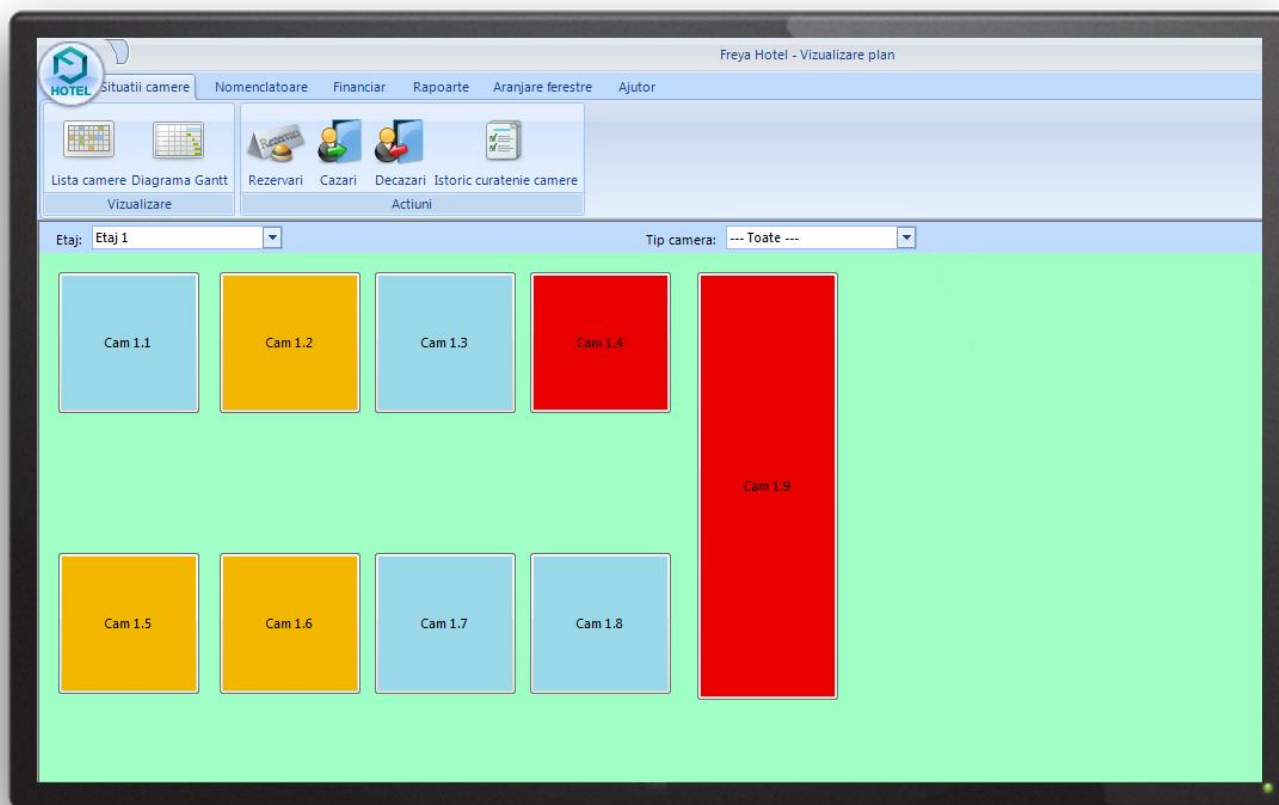 Freya Hotel - Vizualizare plan
HOTEL
Situatii camere Nomenclatoare Financiar Rapoarte Aranjare ferestre Ajutor
Rezervari
Lista camere Diagrama Gantt Rezervari Cazari Decazari Istoric curatenie camere
Vizualizare Actiuni
Etaj: Etaj 1 Tip camera: --- Toate ---
Cam 1.1 Cam 1.2 Cam 1.3 Cam 1.4
Cam 1.9
Cam 1.5 Cam 1.6 Cam 1.7 Cam 1.8